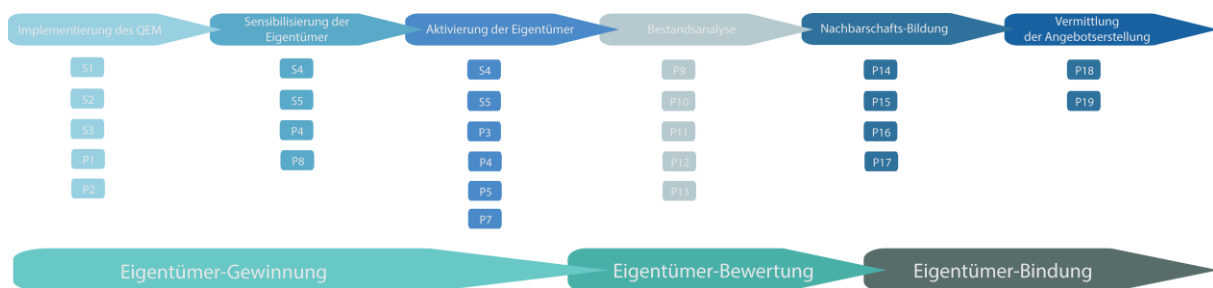 Implementierung des QEM
Sensibilisierung der
Eigentümer
Aktivierung der Eigentümer
Bestandsanalyse
Nachbarschafts-Bildung
Vermittlung
der Angebotserstellung
S1
S2
S3
P1
P2
S4
S5
P4
P8
S4
S5
P3
P4
P5
P7
P9
P10
P11
P12
P13
P14
P15
P16
P17
P18
P19
Eigentümer-Gewinnung
Eigentümer-Bewertung
Eigentümer-Bindung